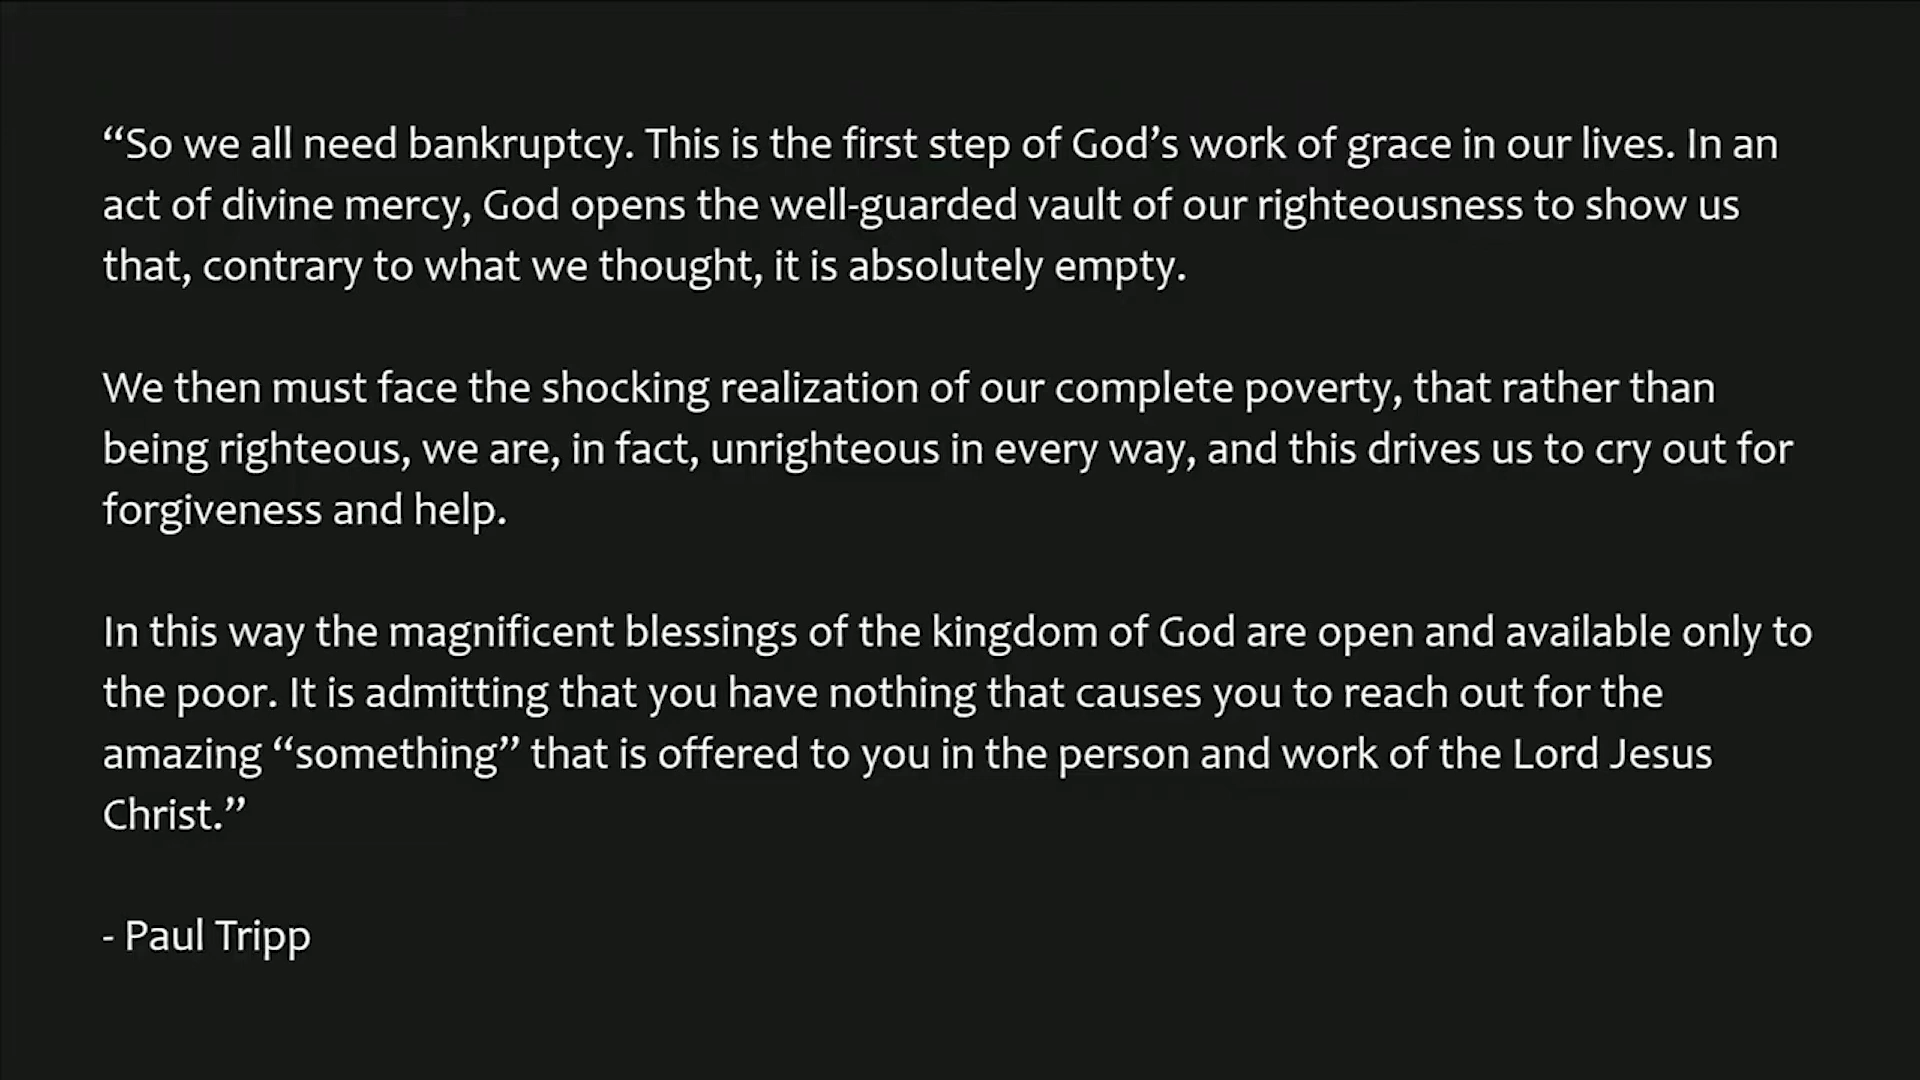 “So we all need bankruptcy. This is the first step of God’s work of grace in our lives. In an
act of divine mercy, God opens the well-guarded vault of our righteousness to show us
that, contrary to what we thought, it is absolutely empty.
We then must face the shocking realization of our complete poverty, that rather than
being righteous, we are, in fact, unrighteous in every way, and this drives us to cry out for
forgiveness and help.
In this way the magnificent blessings of the kingdom of God are open and available only to
the poor. It is admitting that you have nothing that causes you to reach out for the
amazing “something” that is offered to you in the person and work of the Lord Jesus
Christ.”
- Paul Tripp